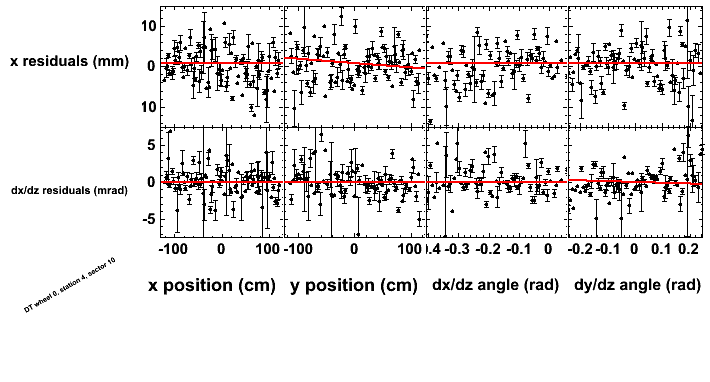 10
x residuals (mm)
0
10
5
dx/dz residuals (mrad)
0
-5
-100 0 100 -100 0 100 0.4 -0.3 -0.2 -0.1 0 -0.2 -0.1 0 0.1 0.2
x position (cm) y position (cm) dx/dz angle (rad) dy/dz angle (rad)
DT wheel 0, station 4, sector 10